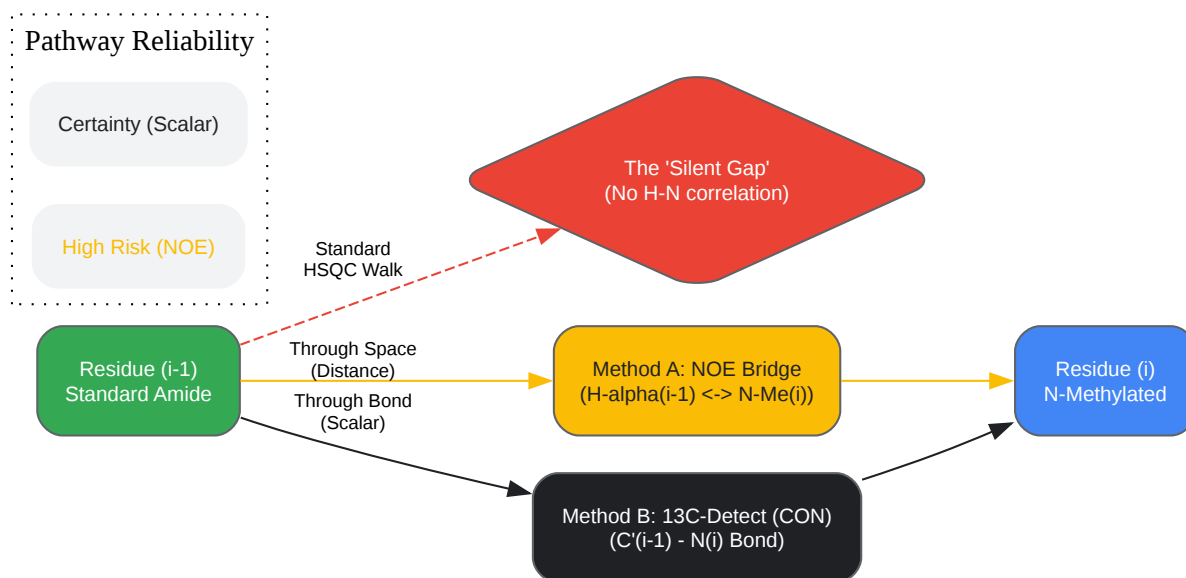 Pathway Reliability
Certainty (Scalar)
High Risk (NOE)
The 'Silent Gap'
(No H-N correlation)
Standard
HSQC Walk
Residue (i-1)
Standard Amide
Through Space
(Distance)
Through Bond
(Scalar)
Method A: NOE Bridge
(H-alpha(i-1) <-> N-Me(i))
Residue (i)
N-Methylated
Method B: 13C-Detect (CON)
(C'(i-1) - N(i) Bond)